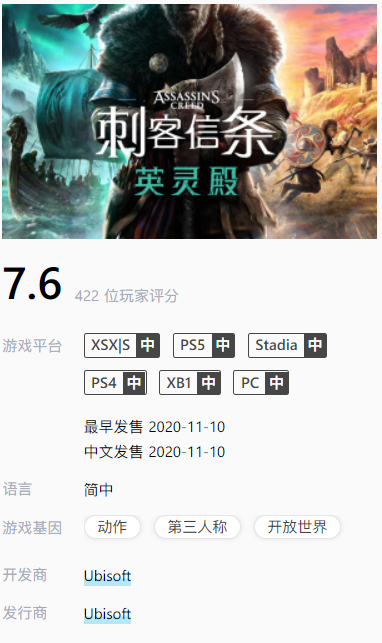 ASSASSIN'S
CREED
刺客信条
英灵殿
7.6 422 位玩家评分
游戏平台 XSX|S 中 PS5 中 Stadia 中
PS4 中 XB1 中 PC 中
最早发售 2020-11-10
中文发售 2020-11-10
语言 简中
游戏基因 动作 第三人称 开放世界
开发商 Ubisoft
发行商 Ubisoft